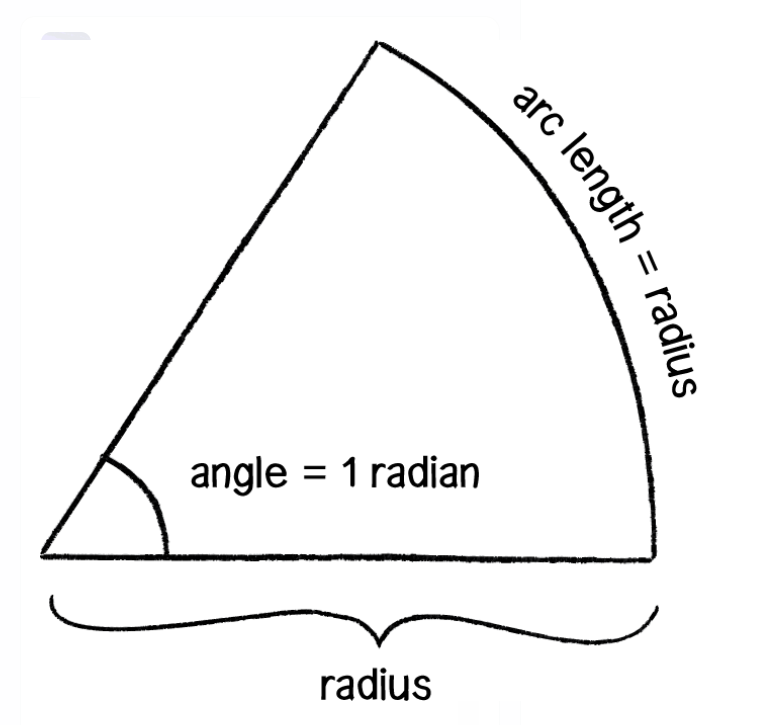 arc length = radius
angle = 1 radian
radius